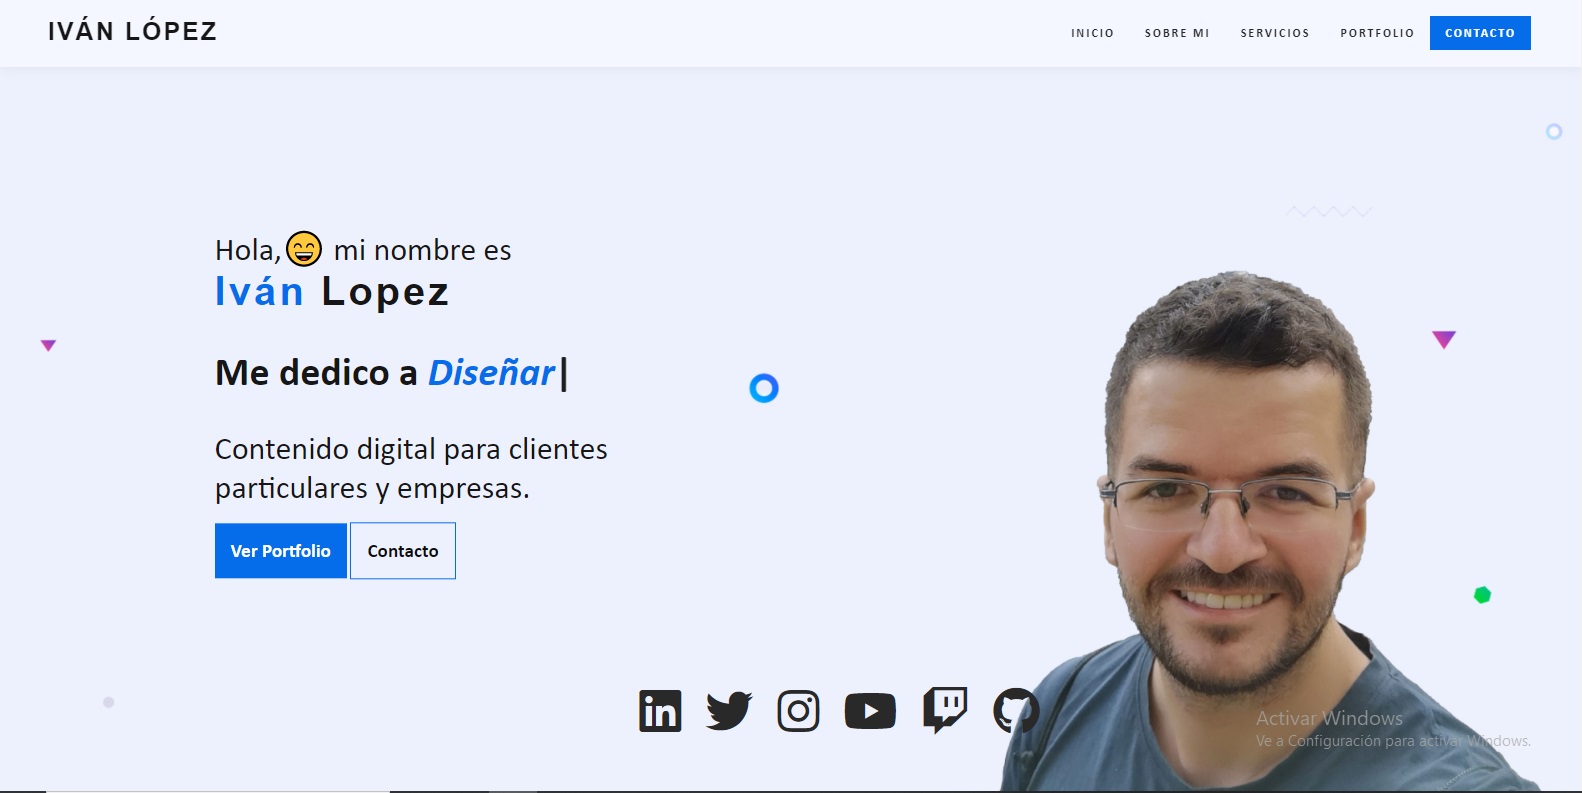 IVÁN LÓPEZ
INICIO SOBRE MI SERVICIOS PORTFOLIO CONTACTO
Hola, 😄 mi nombre es
Iván Lopez
Me dedico a Diseñar|
Contenido digital para clientes
particulares y empresas.
Ver Portfolio Contacto
in
Activar Windows
Ve a Configuración para activar Windows.